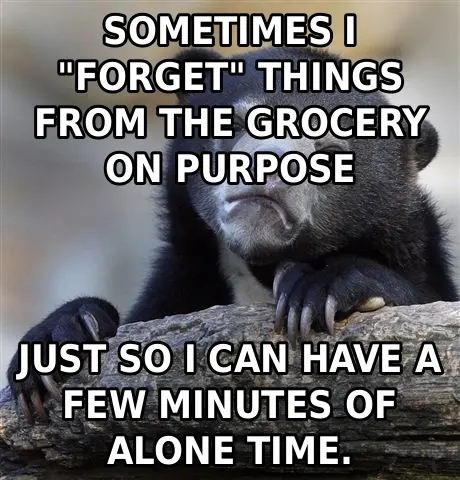 SOMETIMES I
"FORGET" THINGS
FROM THE GROCERY
ON PURPOSE
JUST SO I CAN HAVE A
FEW MINUTES OF
ALONE TIME.